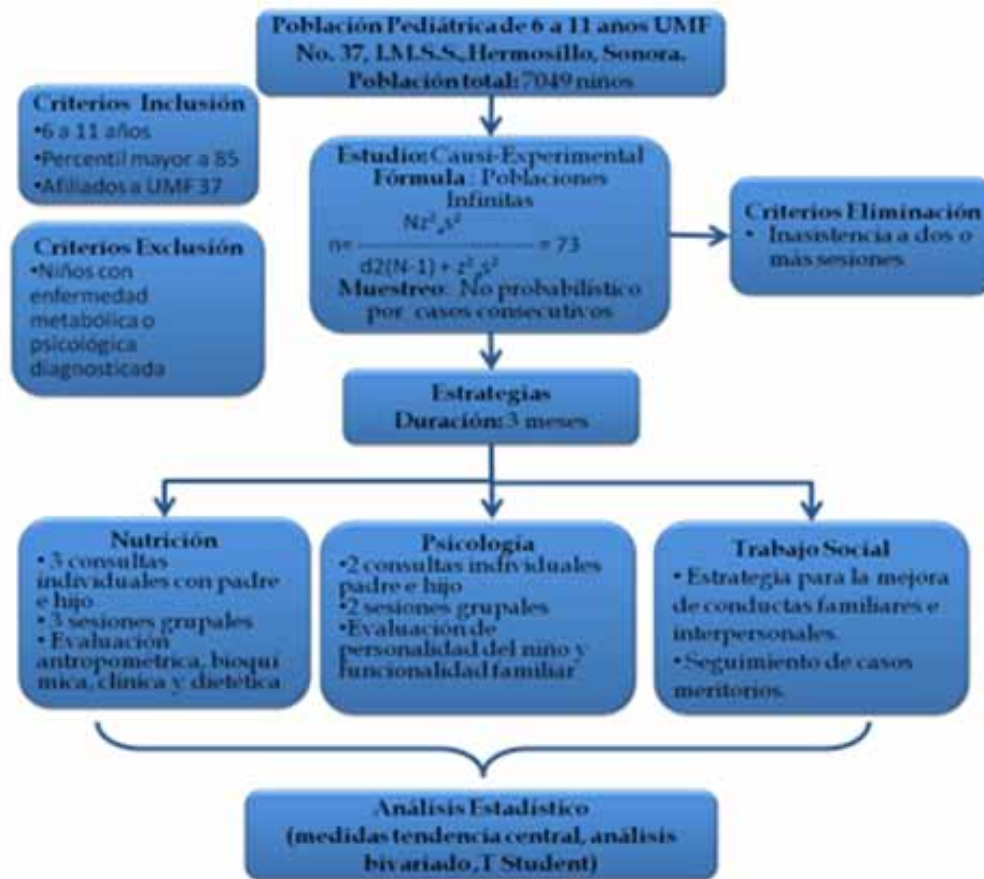 Población Pediátrica de 6 a 11 años UMF
No. 37, I.M.S.S., Hermosillo, Sonora.
Población total: 7049 niños
Criterios Inclusión
•6 a 11 años
•Percentil mayor a 85
•Afiliados a UMF 37
Criterios Exclusión
•Niños con
enfermedad
metabólica o
psicológica
diagnosticada
Estudio: Causi-Experimental
Fórmula : Poblaciones
Infinitas
Nz²ₐs²
n= = 73
d2(N-1) + z²ₐs²
Muestreo: No probabilístico
por casos consecutivos
Criterios Eliminación
• Inasistencia a dos o
más sesiones
Estrategias
Duración: 3 meses
Nutrición
• 3 consultas
individuales con padre
e hijo
• 3 sesiones grupales
• Evaluación
antropométrica, bioquí
mica, clínica y dietética
Psicología
•2 consultas individuales
padre e hijo
•2 sesiones grupales
•Evaluación de
personalidad del niño y
funcionalidad familiar
Trabajo Social
• Estrategia para la mejora
de conductas familiares e
interpersonales.
• Seguimiento de casos
meritorios.
Análisis Estadístico
(medidas tendencia central, análisis
bivariado ,T Student)